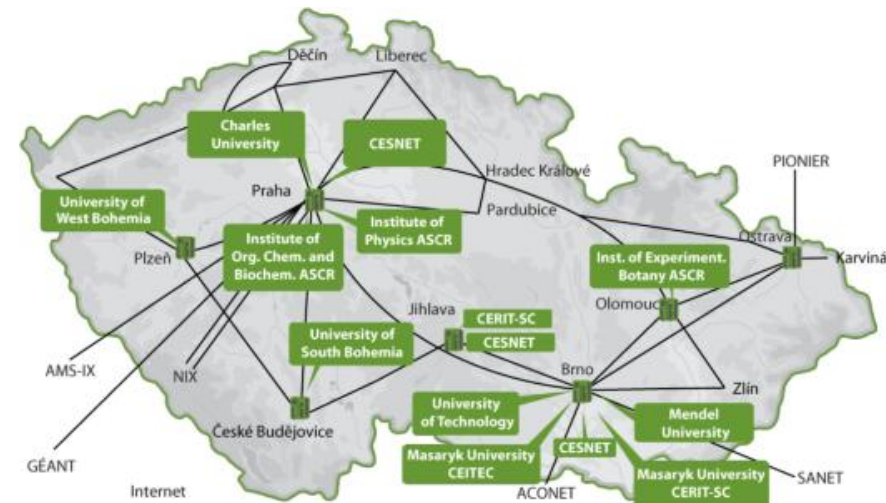 Děčín
Liberec
Charles
University
CESNET
Hradec Králové
PIONIER
Praha
University of
West Bohemia
Pardubice
Institute of
Physics ASCR
Institute of
Org. Chem. and
Biochem. ASCR
Plzeň
Ostrava
Karviná
Inst. of Experiment.
Botany ASCR
Olomouc
Jihlava
CERIT-SC
CESNET
University of
South Bohemia
AMS-IX
NIX
Brno
Zlín
University
of Technology
Mendel
University
České Budějovice
CESNET
Masaryk University
CEITEC
Masaryk University
CERIT-SC
GÉANT
SANET
Internet
ACONET